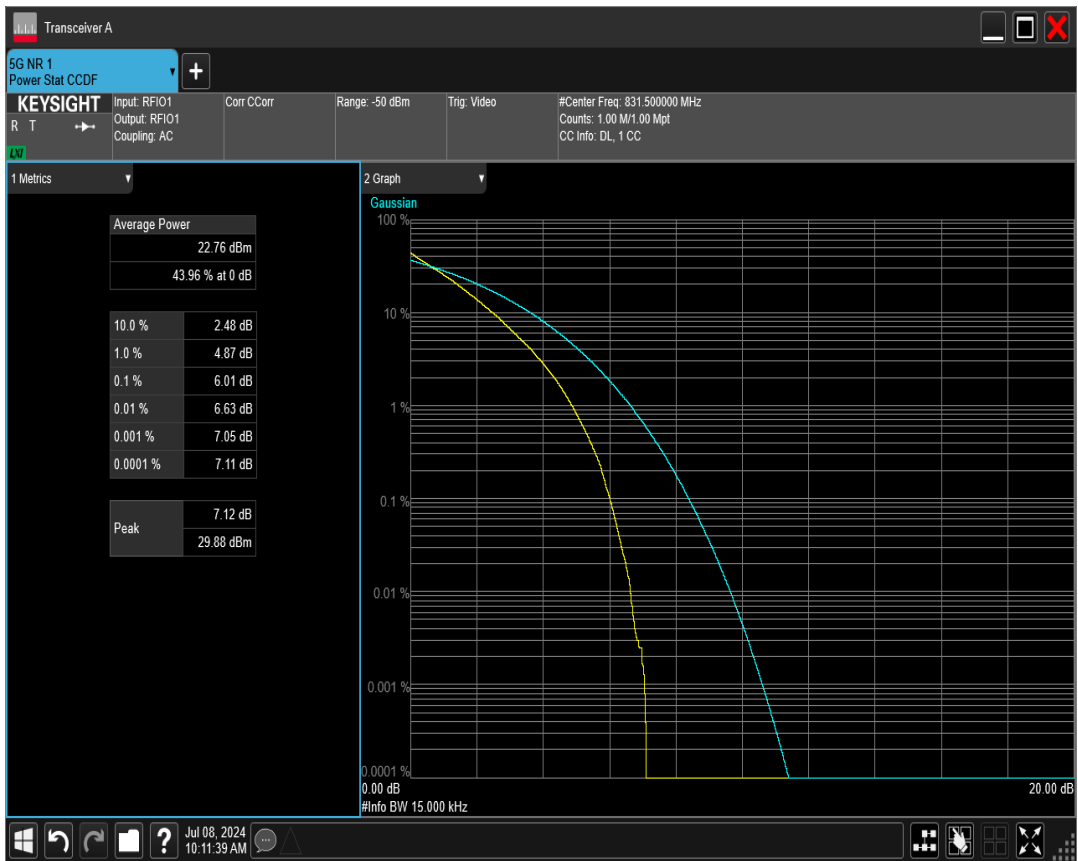 Transceiver A
5G NR 1
Power Stat CCDF
KEYSIGHT
R T
LXI
Input: RFIO1
Output: RFIO1
Coupling: AC
Corr CCorr
Range: -50 dBm
Trig: Video
#Center Freq: 831.500000 MHz
Counts: 1.00 M/1.00 Mpt
CC Info: DL, 1 CC
1 Metrics
Average Power
22.76 dBm
43.96 % at 0 dB
10.0 % 2.48 dB
1.0 % 4.87 dB
0.1 % 6.01 dB
0.01 % 6.63 dB
0.001 % 7.05 dB
0.0001 % 7.11 dB
Peak
7.12 dB
29.88 dBm
2 Graph
Gaussian
100 %
10 %
1 %
0.1 %
0.01 %
0.001 %
0.0001 %
0.00 dB 20.00 dB
#Info BW 15.000 kHz
Jul 08, 2024
10:11:39 AM